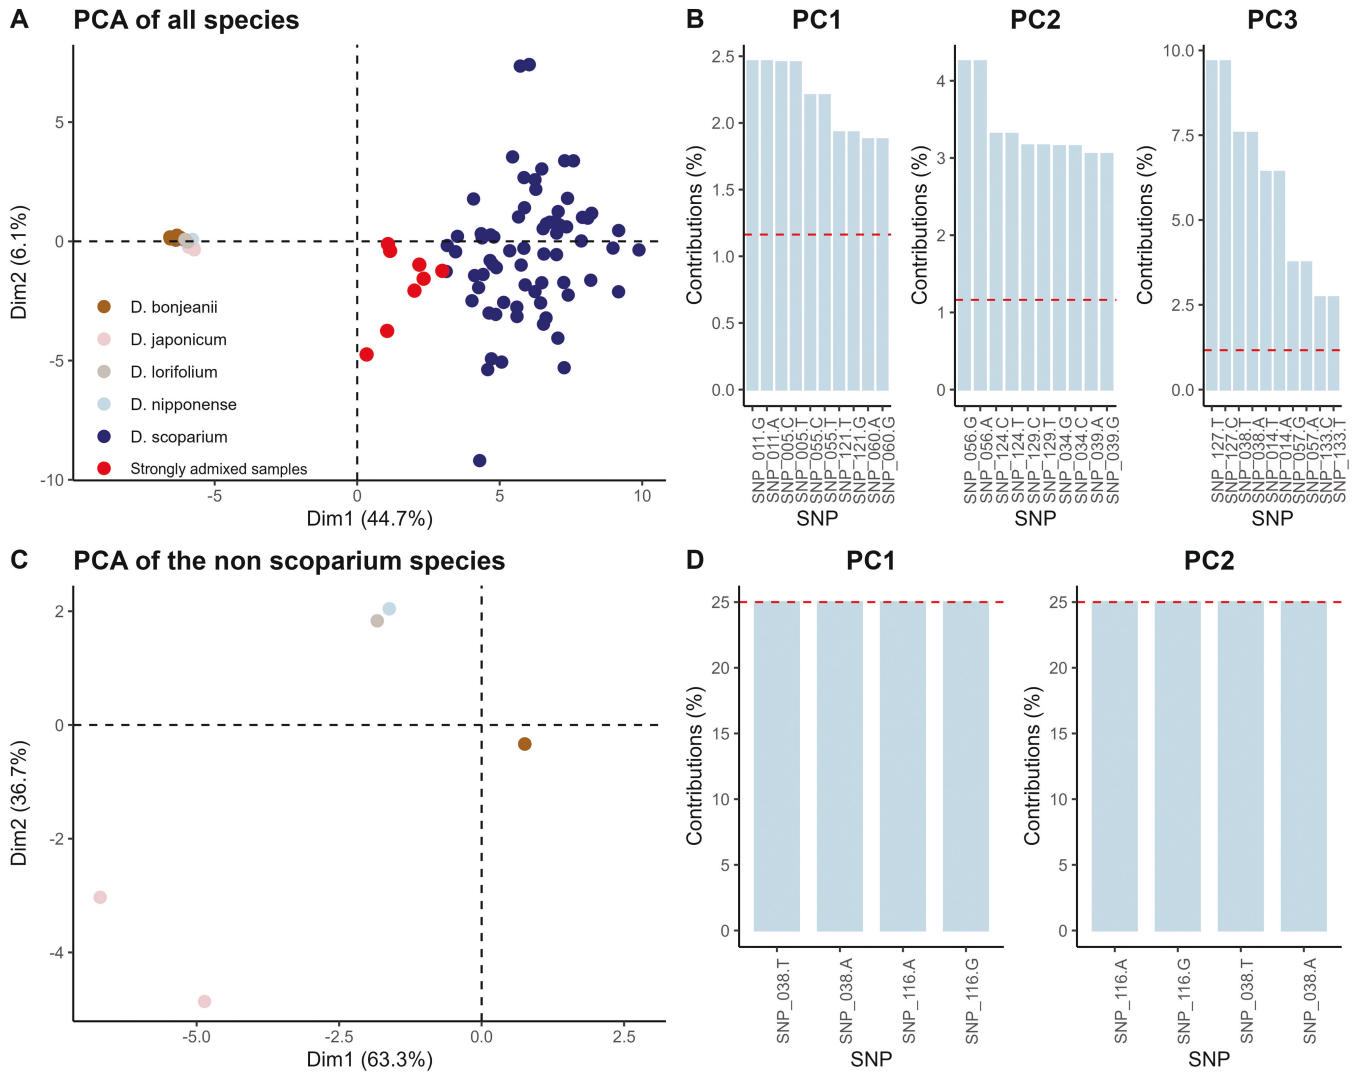 A PCA of all species
5
0
-5
-10
-5
0
5
10
Dim2 (6.1%)
Dim1 (44.7%)
D. bonjeanii
D. japonicum
D. lorifolium
D. nipponense
D. scoparium
Strongly admixed samples
B PC1
2.5
2.0
1.5
1.0
0.5
0.0
Contributions (%)
SNP_011.G
SNP_011.A
SNP_005.C
SNP_005.T
SNP_055.C
SNP_055.T
SNP_121.T
SNP_121.G
SNP_060.A
SNP_060.G
SNP
PC2
4
3
2
1
0
Contributions (%)
SNP_056.G
SNP_056.A
SNP_124.C
SNP_124.T
SNP_129.C
SNP_129.T
SNP_034.G
SNP_034.C
SNP_039.A
SNP_039.G
SNP
PC3
10.0
7.5
5.0
2.5
0.0
Contributions (%)
SNP_127.T
SNP_127.C
SNP_038.T
SNP_038.A
SNP_014.T
SNP_014.A
SNP_057.G
SNP_057.A
SNP_133.C
SNP_133.T
SNP
C PCA of the non scoparium species
2
0
-2
-4
-5.0
-2.5
0.0
2.5
Dim2 (36.7%)
Dim1 (63.3%)
D PC1
25
20
15
10
5
0
Contributions (%)
SNP_038.T
SNP_038.A
SNP_116.A
SNP_116.G
SNP
PC2
25
20
15
10
5
0
Contributions (%)
SNP_116.A
SNP_116.G
SNP_038.T
SNP_038.A
SNP